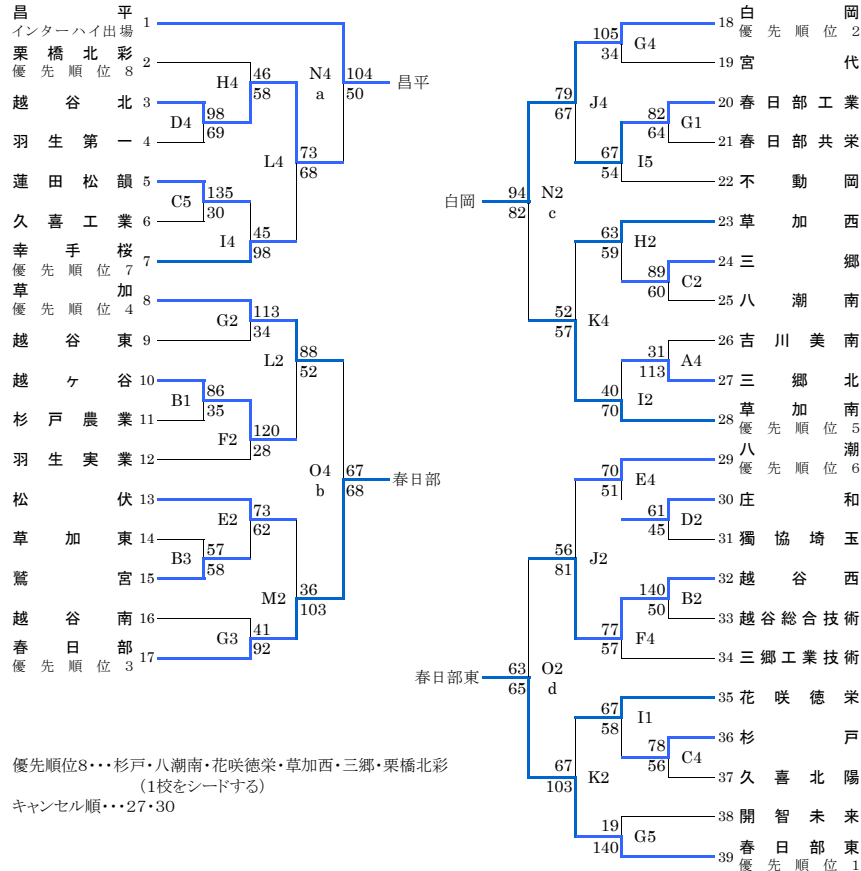 昌平 1
インターハイ出場
栗橋北彩 2
優先順位8
越谷北 3
羽生第一 4
蓮田松韻 5
久喜工業 6
幸手桜 7
優先順位7
草加 8
優先順位4
越谷東 9
越ヶ谷 10
杉戸農業 11
羽生実業 12
松伏 13
草加東 14
鷲宮 15
越谷南 16
春日部 17
優先順位3
D4 98 69
C5 135 30
H4 46 58
I4 45 98
L4 73 68
N4 a 104 50
昌平
B1 86 35
B3 57 58
G2 113 34
F2 120 28
E2 73 62
G3 41 92
L2 88 52
M2 36 103
O4 b 67 68
春日部
白岡 18
優先順位2
宮代 19
春日部工業 20
春日部共栄 21
不動岡 22
草加西 23
三郷 24
八潮南 25
吉川美南 26
三郷北 27
草加南 28
優先順位5
八潮 29
優先順位6
庄和 30
獨協埼玉 31
越谷西 32
越谷総合技術 33
三郷工業技術 34
花咲徳栄 35
杉戸 36
久喜北陽 37
開智未来 38
春日部東 39
優先順位1
105 34 G4
82 64 G1
67 54 I5
79 67 J4
63 59 H2
89 60 C2
31 113 A4
40 70 I2
52 57 K4
94 82 N2 c
白岡
70 51 E4
61 45 D2
140 50 B2
77 57 F4
56 81 J2
67 58 I1
78 56 C4
19 140 G5
67 103 K2
63 65 O2 d
春日部東
優先順位8・・・杉戸・八潮南・花咲徳栄・草加西・三郷・栗橋北彩
（1校をシードする）
キャンセル順・・・27・30